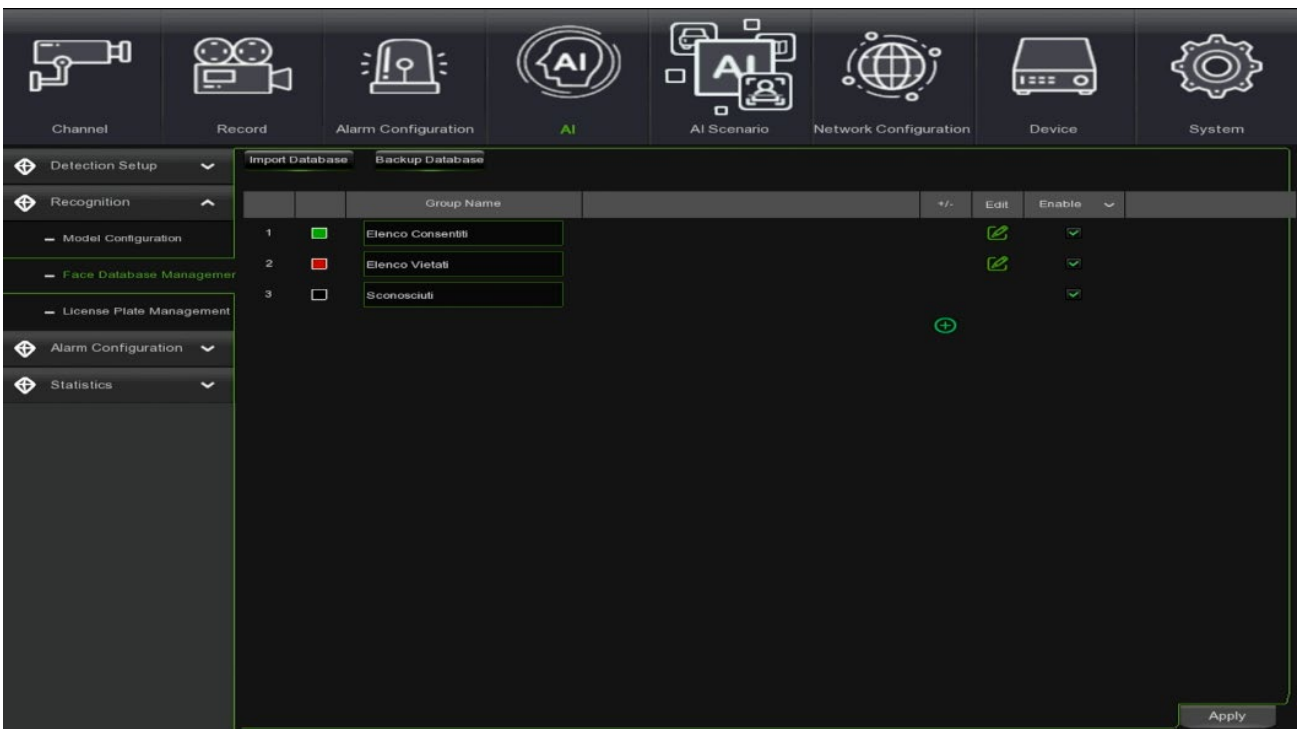 Channel
Record
Alarm Configuration
AI
AI Scenario
Network Configuration
Device
System
Detection Setup
Import Database
Backup Database
Recognition
Group Name
+/-
Edit
Enable
Model Configuration
1
Elenco Consentiti
Face Database Managemer
2
Elenco Vietati
3
Sconosciuti
License Plate Management
Alarm Configuration
Statistics
Apply